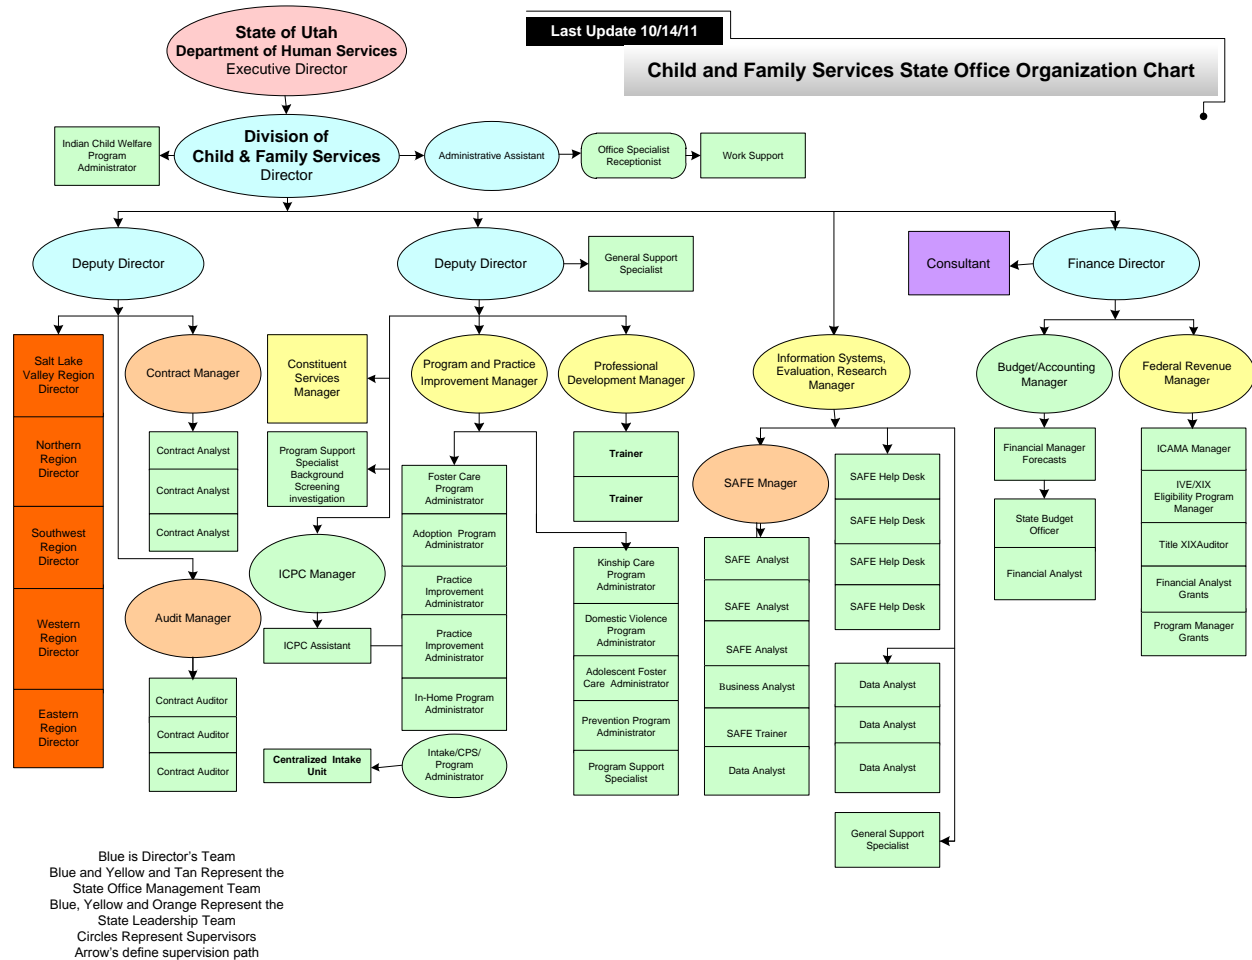 State of Utah
Department of Human Services
Executive Director
Last Update 10/14/11
Child and Family Services State Office Organization Chart
Indian Child Welfare
Program
Administrator
Division of
Child & Family Services
Director
Administrative Assistant
Office Specialist
Receptionist
Work Support
Deputy Director
Deputy Director
General Support
Specialist
Consultant
Finance Director
Salt Lake
Valley Region
Director
Northern
Region
Director
Southwest
Region
Director
Western
Region
Director
Eastern
Region
Director
Contract Manager
Contract Analyst
Contract Analyst
Contract Analyst
Audit Manager
Contract Auditor
Contract Auditor
Contract Auditor
Constituent
Services
Manager
Program Support
Specialist
Background
Screening
investigation
ICPC Manager
ICPC Assistant
Centralized Intake
Unit
Program and Practice
Improvement Manager
Foster Care
Program
Administrator
Adoption Program
Administrator
Practice
Improvement
Administrator
Practice
Improvement
Administrator
In-Home Program
Administrator
Intake/CPS/
Program
Administrator
Professional
Development Manager
Trainer
Trainer
Kinship Care
Program
Administrator
Domestic Violence
Program
Administrator
Adolescent Foster
Care Administrator
Prevention Program
Administrator
Program Support
Specialist
Information Systems,
Evaluation, Research
Manager
SAFE Mnager
SAFE Analyst
SAFE Analyst
SAFE Analyst
Business Analyst
SAFE Trainer
Data Analyst
SAFE Help Desk
SAFE Help Desk
SAFE Help Desk
SAFE Help Desk
Data Analyst
Data Analyst
Data Analyst
General Support
Specialist
Budget/Accounting
Manager
Financial Manager
Forecasts
State Budget
Officer
Financial Analyst
Federal Revenue
Manager
ICAMA Manager
IVE/XIX
Eligibility Program
Manager
Title XIXAuditor
Financial Analyst
Grants
Program Manager
Grants
Blue is Director's Team
Blue and Yellow and Tan Represent the
State Office Management Team
Blue, Yellow and Orange Represent the
State Leadership Team
Circles Represent Supervisors
Arrow's define supervision path